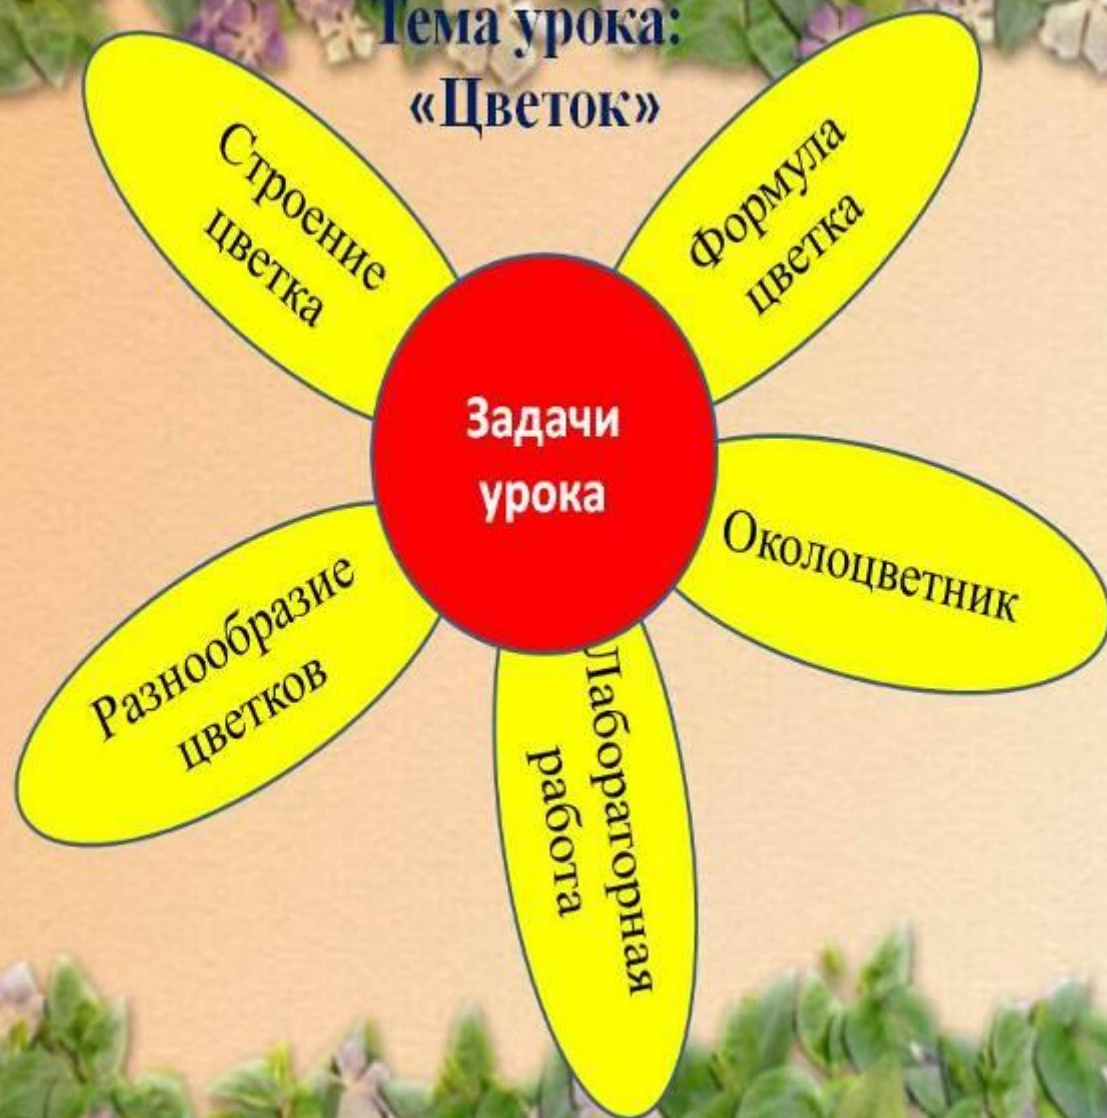 Тема урока:
«Цветок»
Строение
цветка
Формула
цветка
Задачи
урока
Околоцветник
Разнообразие
цветков
Лабораторная
работа